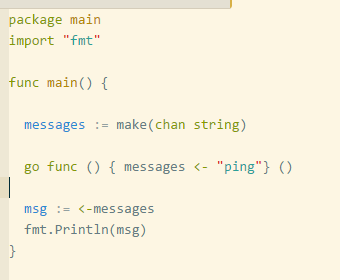 package main
import "fmt"
func main() {
messages := make(chan string)
go func () { messages <- "ping"} ()
msg := <-messages
fmt.Println(msg)
}